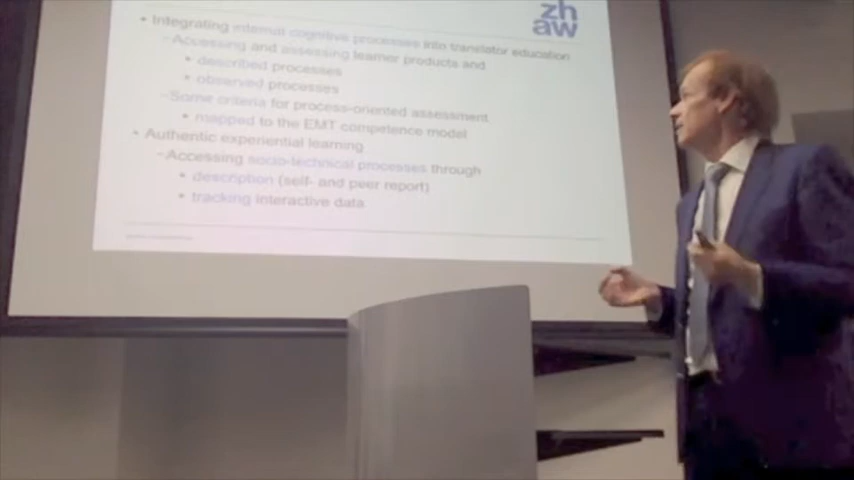 zh
aw
• Integrating internal cognitive processes into translator education
– Accessing and assessing learner products and
• described processes
• observed processes
– Some criteria for process-oriented assessment
• mapped to the EMT competence model
• Authentic experiential learning
– Accessing socio-technical processes through
• description (self- and peer report)
• tracking interactive data